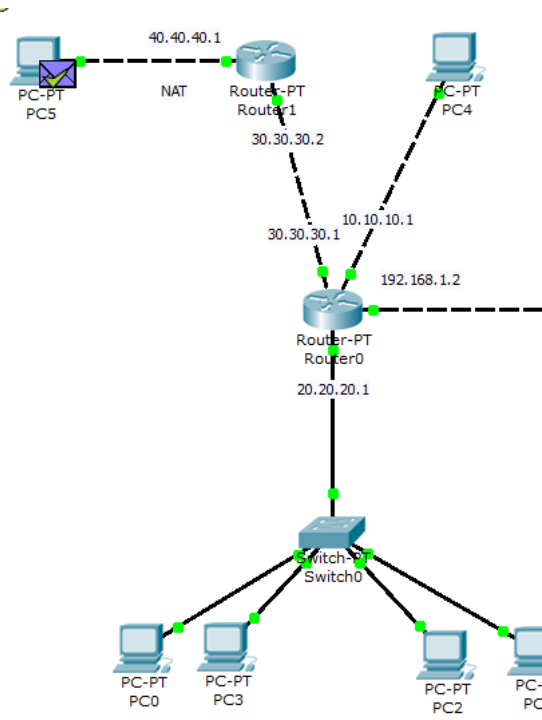 40.40.40.1
PC-PT
PC5
NAT
Router-PT
Router1
PC-PT
PC4
30.30.30.2
10.10.10.1
30.30.30.1
192.168.1.2
Router-PT
Router0
20.20.20.1
Switch-PT
Switch0
PC-PT
PC0
PC-PT
PC3
PC-PT
PC2
PC-
PC